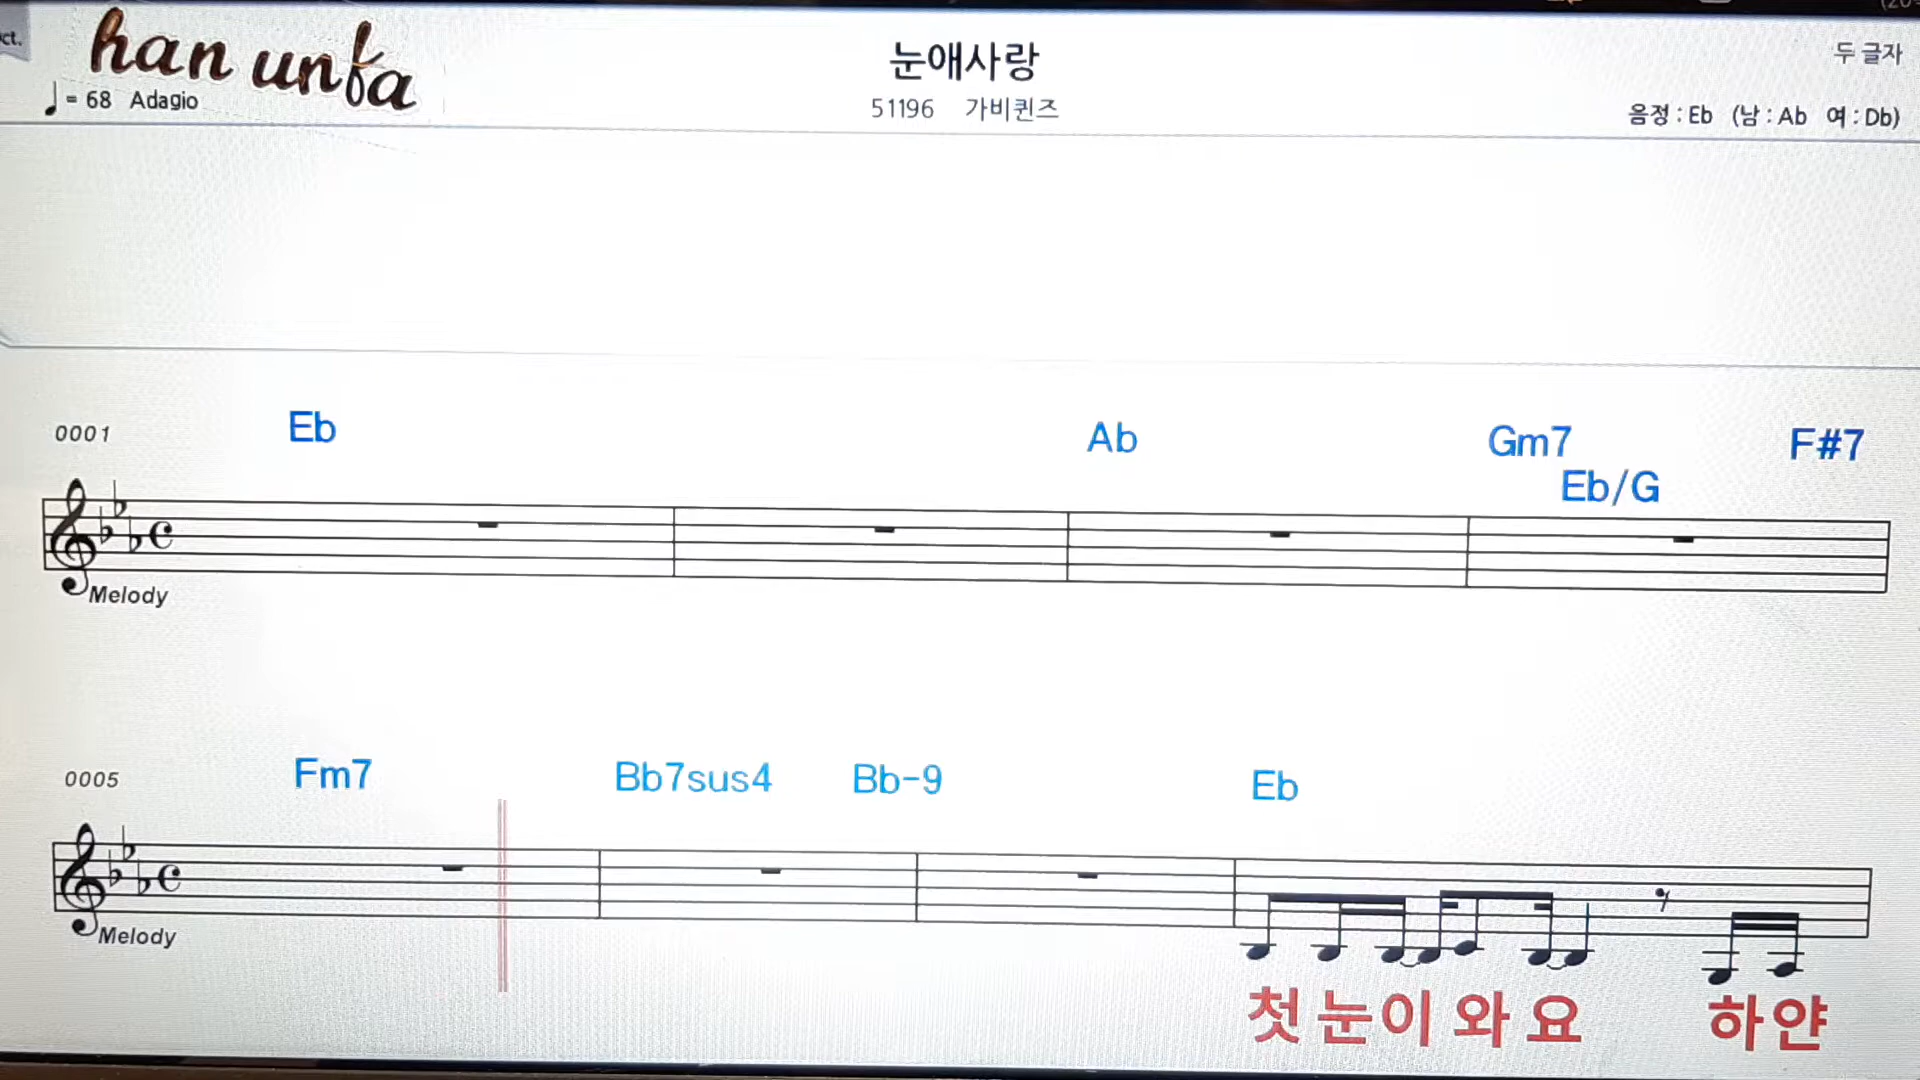 ct.
han unfa
눈애사랑
두 글자
♩= 68 Adagio
51196 가비퀸즈
음정 : Eb (남 : Ab 여 : Db)
0001
Eb Ab Gm7 F#7
Eb/G
Melody
0005
Fm7 Bb7sus4 Bb-9 Eb
Melody
첫 눈이 와 요 하얀